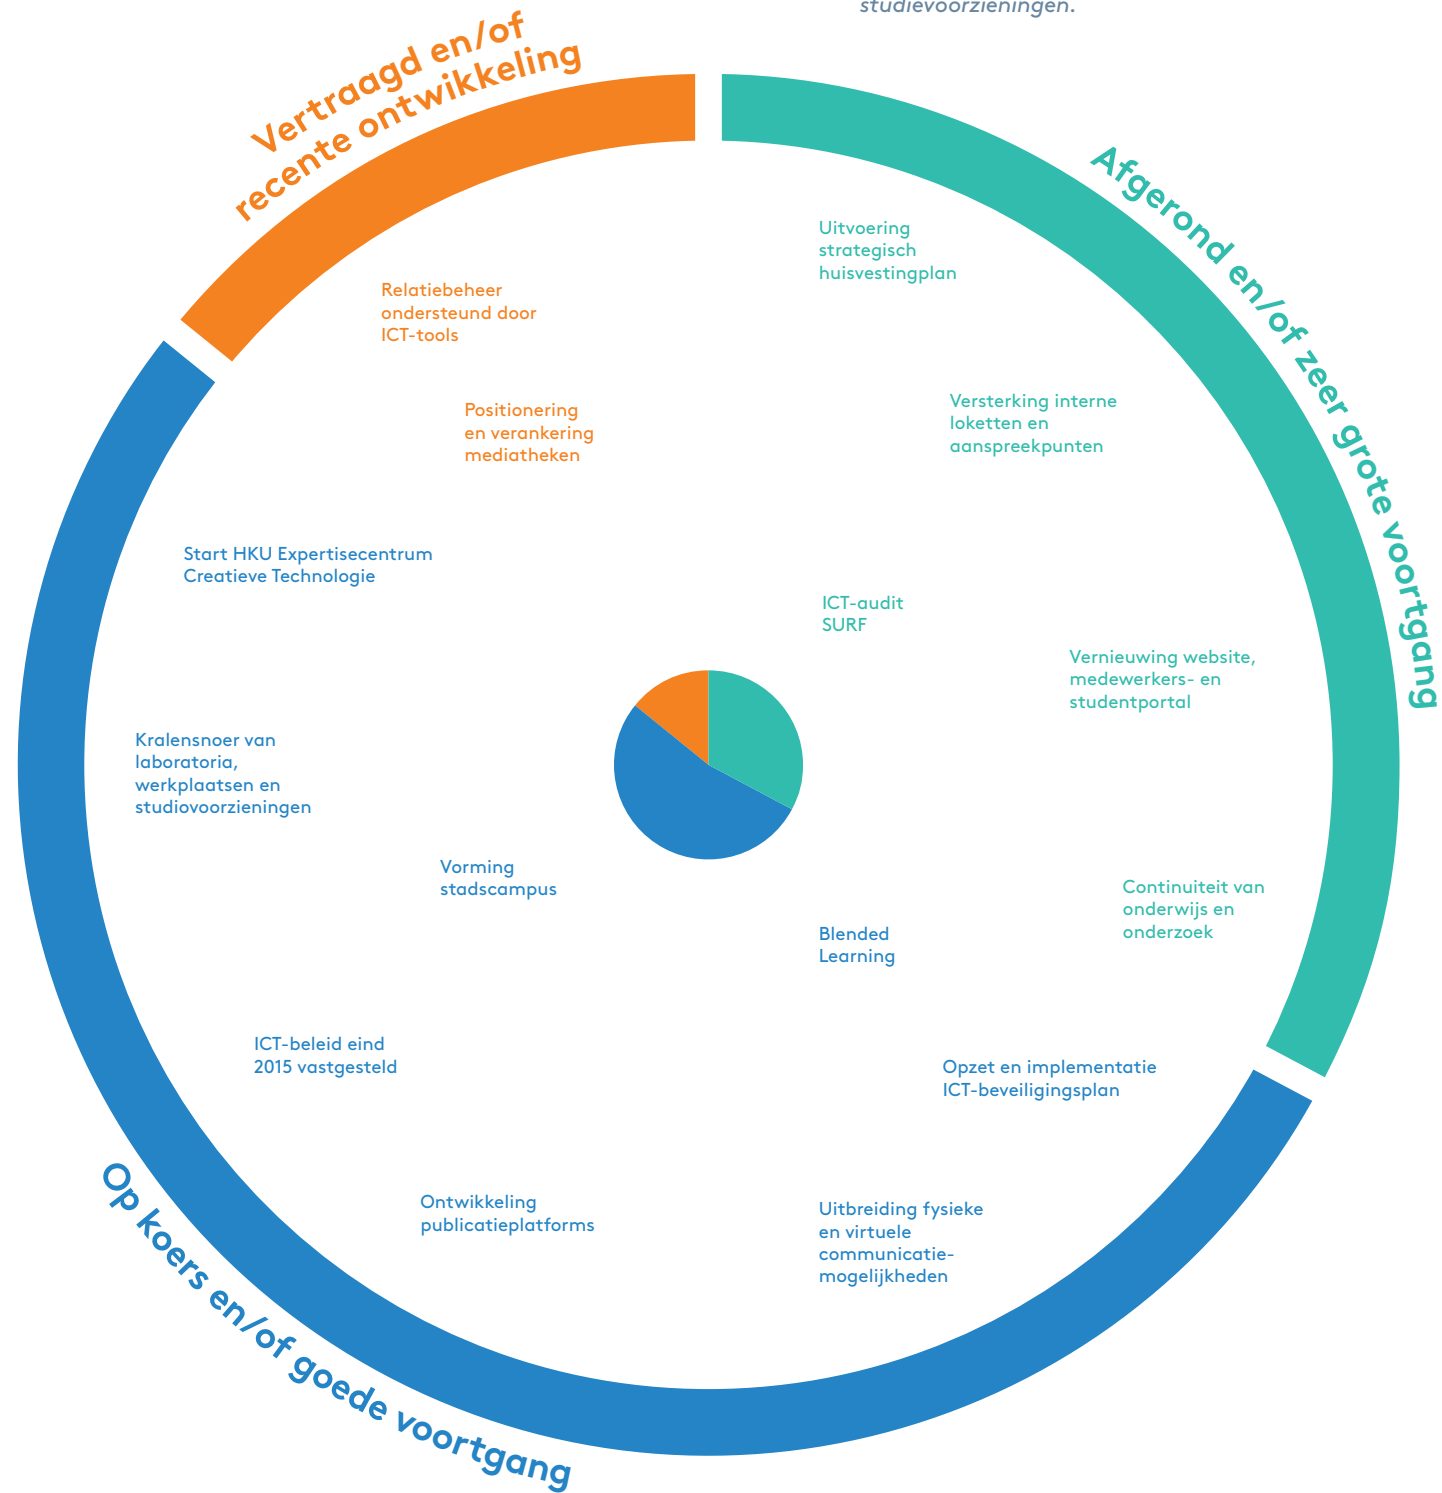 studievoorzieningen.
Vertraagd en/of
recente ontwikkeling
Afgerond en/of zeer grote voortgang
Uitvoering
strategisch
huisvestingplan
Relatiebeheer
ondersteund door
ICT-tools
Versterking interne
loketten en
aanspreekpunten
Positionering
en verankering
mediatheken
Start HKU Expertisecentrum
Creatieve Technologie
ICT-audit
SURF
Vernieuwing website,
medewerkers- en
studentportal
Kralensnoer van
laboratoria,
werkplaatsen en
studiovoorzieningen
Vorming
stadscampus
Continuiteit van
onderwijs en
onderzoek
Blended
Learning
ICT-beleid eind
2015 vastgesteld
Opzet en implementatie
ICT-beveiligingsplan
Ontwikkeling
publicatieplatforms
Uitbreiding fysieke
en virtuele
communicatie-
mogelijkheden
Op koers en/of goede voortgang